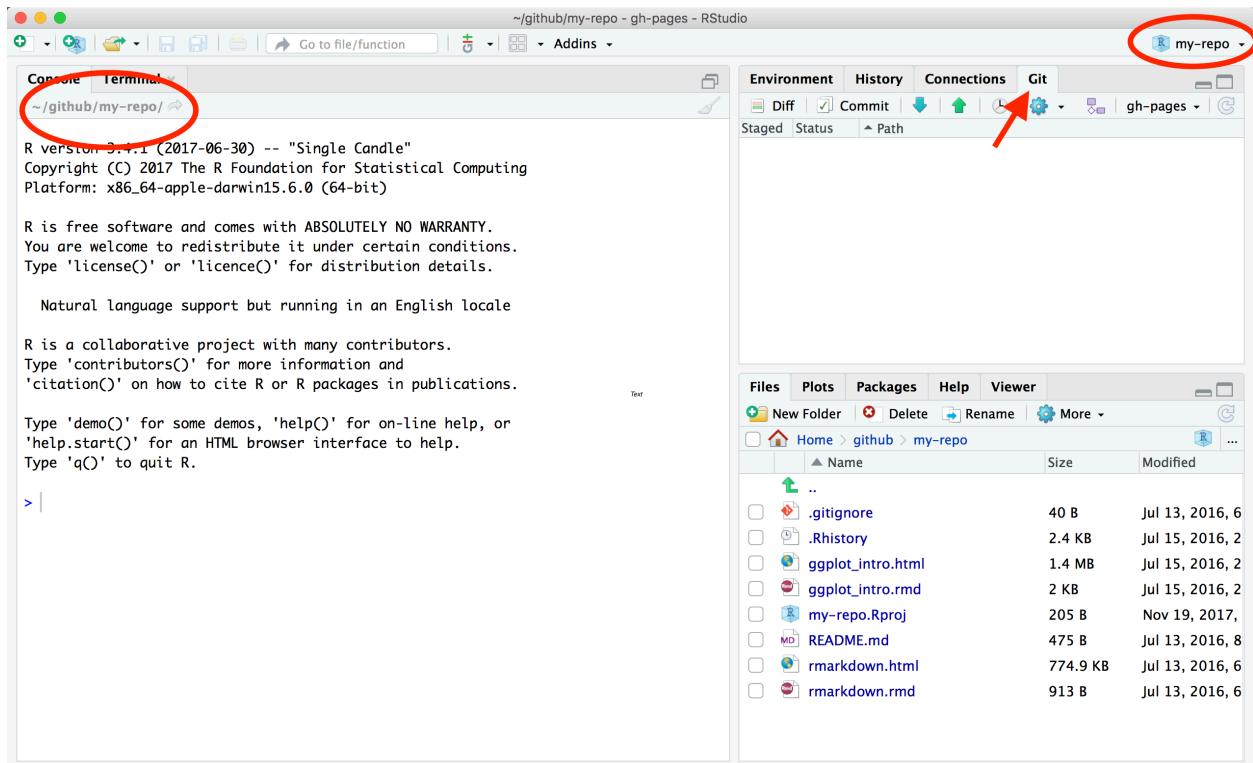 ~/github/my-repo - gh-pages - RStudio
Go to file/function
Addins
my-repo
Console Terminal
~/github/my-repo/
R version 3.4.1 (2017-06-30) -- "Single Candle"
Copyright (C) 2017 The R Foundation for Statistical Computing
Platform: x86_64-apple-darwin15.6.0 (64-bit)
R is free software and comes with ABSOLUTELY NO WARRANTY.
You are welcome to redistribute it under certain conditions.
Type 'license()' or 'licence()' for distribution details.
Natural language support but running in an English locale
R is a collaborative project with many contributors.
Type 'contributors()' for more information and
'citation()' on how to cite R or R packages in publications.
Type 'demo()' for some demos, 'help()' for on-line help, or
'help.start()' for an HTML browser interface to help.
Type 'q()' to quit R.
>
Text
Environment History Connections Git
Diff Commit gh-pages
Staged Status Path
Files Plots Packages Help Viewer
New Folder Delete Rename More
Home > github > my-repo ...
Name Size Modified
..
.gitignore 40 B Jul 13, 2016, 6
.Rhistory 2.4 KB Jul 15, 2016, 2
ggplot_intro.html 1.4 MB Jul 15, 2016, 2
ggplot_intro.rmd 2 KB Jul 15, 2016, 2
my-repo.Rproj 205 B Nov 19, 2017,
README.md 475 B Jul 13, 2016, 8
rmarkdown.html 774.9 KB Jul 13, 2016, 6
rmarkdown.rmd 913 B Jul 13, 2016, 6